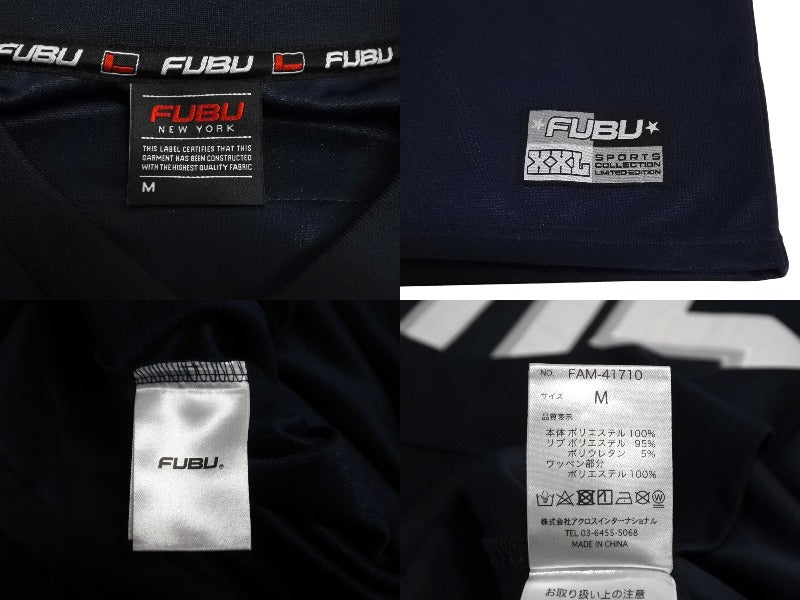 FUBU FUBU FUBU
FUBU
NEW YORK
THIS LABEL CERTIFIES THAT THIS
GARMENT HAS BEEN CONSTRUCTED
WITH THE HIGHEST QUALITY FABRIC
M
★FUBU★
XXL
SPORTS
COLLECTION
LIMITED EDITION
FUBU®
NO. FAM-41710
サイズ M
品質表示
本体 ポリエステル 100%
リブ ポリエステル 95%
ポリウレタン 5%
ワッペン部分
ポリエステル 100%
株式会社アクロスインターナショナル
TEL 03-6455-5068
MADE IN CHINA
お取り扱い上の注意